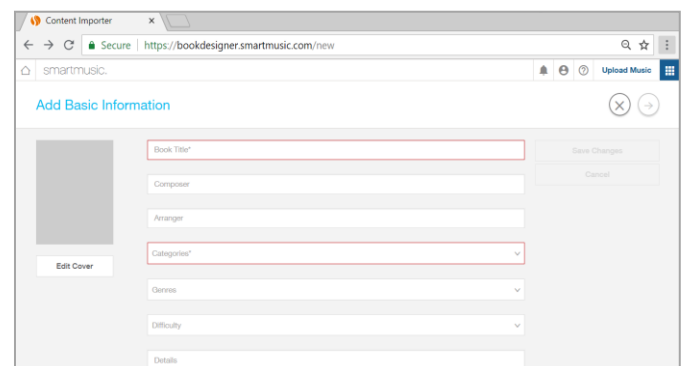 Content Importer
Secure https://bookdesigner.smartmusic.com/new
smartmusic.
Upload Music
Add Basic Information
Book Title*
Save Changes
Composer
Cancel
Arranger
Categories*
Edit Cover
Genres
Difficulty
Details